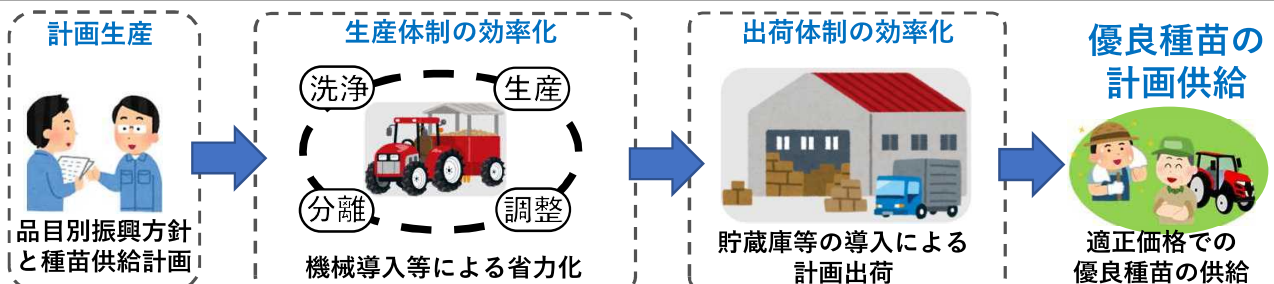 計画生産
品目別振興方針
と種苗供給計画
生産体制の効率化
洗浄
生産
分離
調整
機械導入等による省力化
出荷体制の効率化
貯蔵庫等の導入による
計画出荷
優良種苗の
計画供給
適正価格での
優良種苗の供給